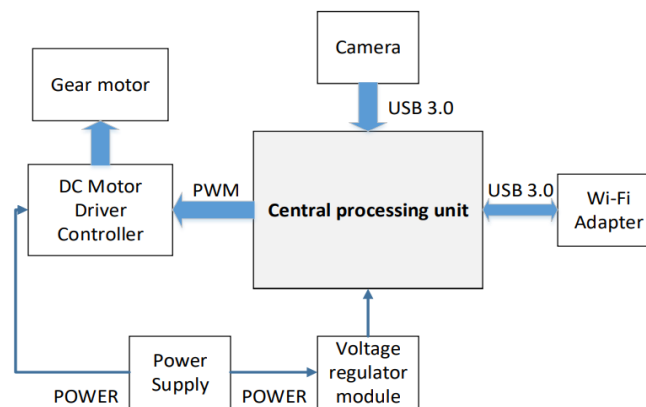 Camera
Gear motor
USB 3.0
DC Motor
Driver
Controller
PWM
Central processing unit
USB 3.0
Wi-Fi
Adapter
Power
Supply
Voltage
regulator
module
POWER
POWER